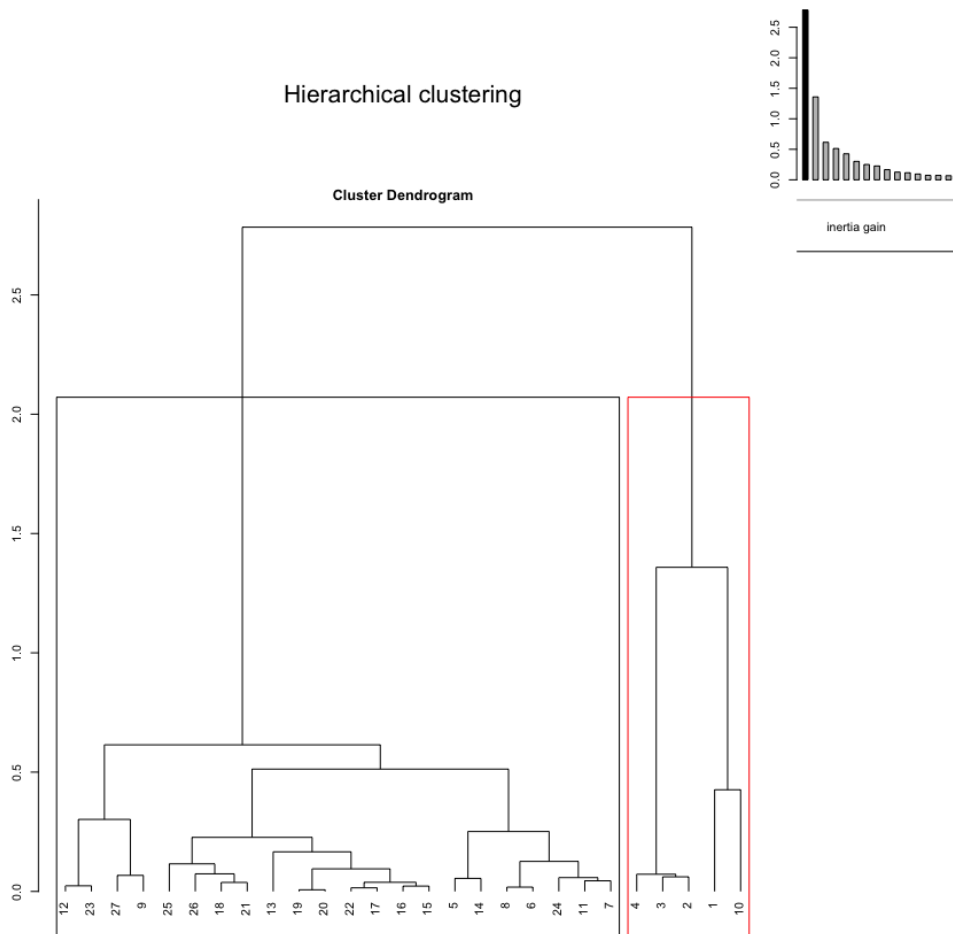 Hierarchical clustering
0.0 0.5 1.0 1.5 2.0 2.5
inertia gain
Cluster Dendrogram
0.0 0.5 1.0 1.5 2.0 2.5
12 23 27 9 25 26 18 21 13 19 20 22 17 16 15 5 14 8 6 24 11 7 4 3 2 1 10